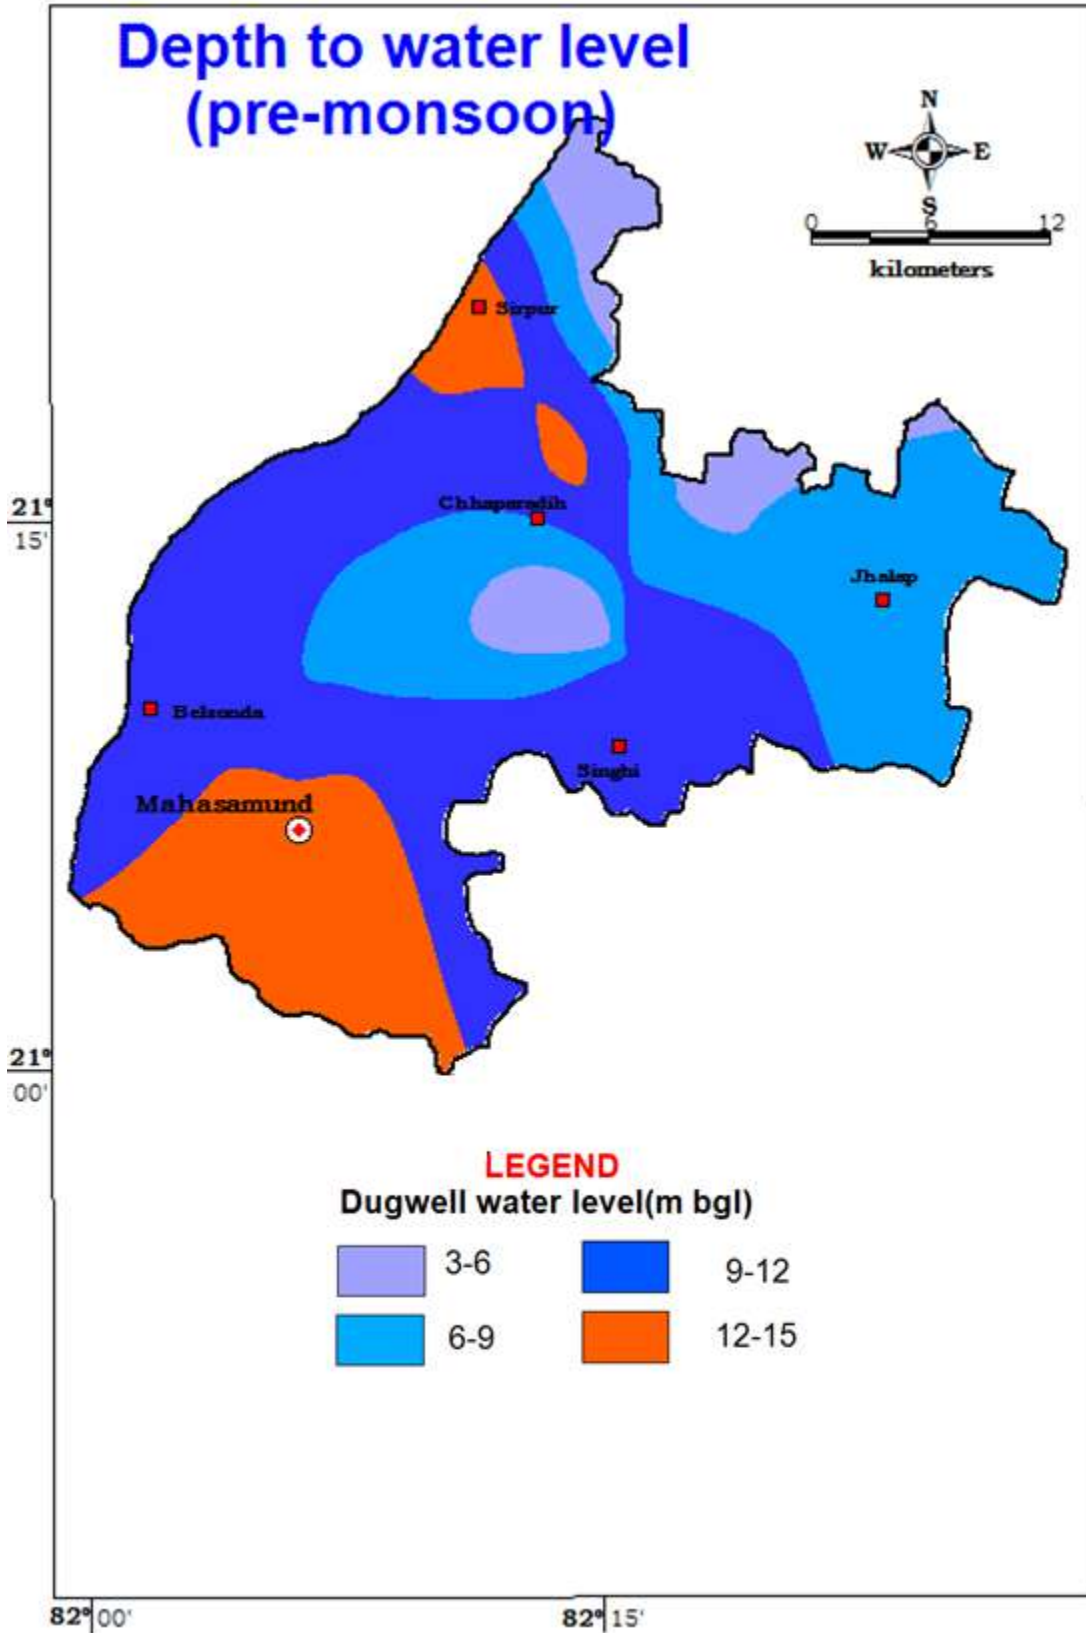 Depth to water level
(pre-monsoon)
N
W E
S
0 6 12
kilometers
Sirpur
Chhaparadih
21°
15'
Jhalap
Belsonda
Singhi
Mahasamund
21°
00'
LEGEND
Dugwell water level(m bgl)
3-6 9-12
6-9 12-15
82° 00' 82° 15'